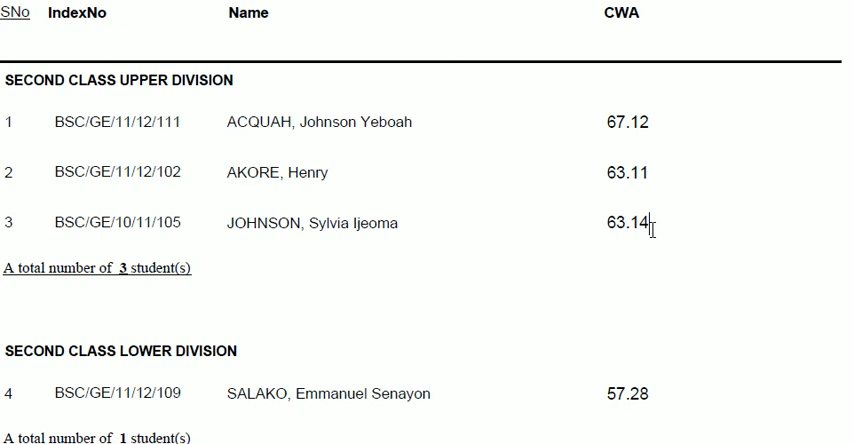 SNo IndexNo Name CWA
SECOND CLASS UPPER DIVISION
1 BSC/GE/11/12/111 ACQUAH, Johnson Yeboah 67.12
2 BSC/GE/11/12/102 AKORE, Henry 63.11
3 BSC/GE/10/11/105 JOHNSON, Sylvia Ijeoma 63.14
A total number of 3 student(s)
SECOND CLASS LOWER DIVISION
4 BSC/GE/11/12/109 SALAKO, Emmanuel Senayon 57.28
A total number of 1 student(s)